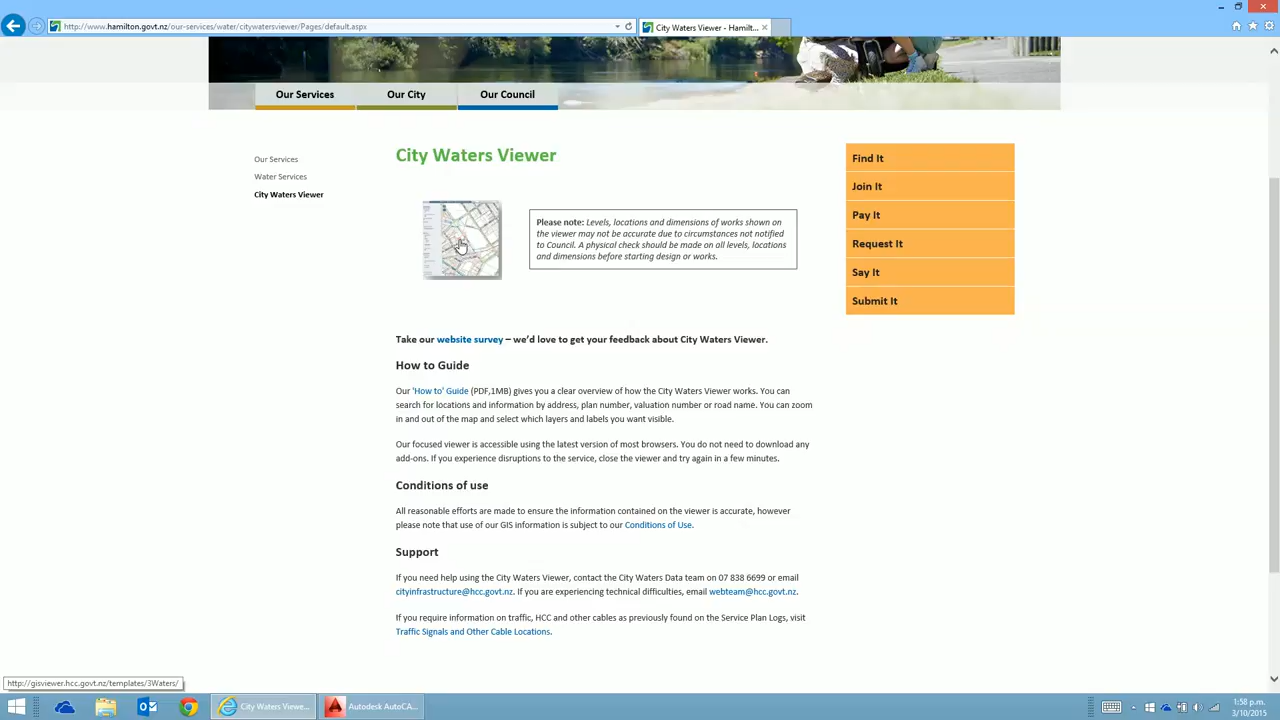 http://www.hamilton.govt.nz/our-services/water/citywatersviewer/Pages/default.aspx
City Waters Viewer - Hamilt...
Our Services
Our City
Our Council
Our Services
Water Services
City Waters Viewer
City Waters Viewer
Please note: Levels, locations and dimensions of works shown on
the viewer may not be accurate due to circumstances not notified
to Council. A physical check should be made on all levels, locations
and dimensions before starting design or works.
Find It
Join It
Pay It
Request It
Say It
Submit It
Take our website survey – we'd love to get your feedback about City Waters Viewer.
How to Guide
Our 'How to' Guide (PDF,1MB) gives you a clear overview of how the City Waters Viewer works. You can
search for locations and information by address, plan number, valuation number or road name. You can zoom
in and out of the map and select which layers and labels you want visible.
Our focused viewer is accessible using the latest version of most browsers. You do not need to download any
add-ons. If you experience disruptions to the service, close the viewer and try again in a few minutes.
Conditions of use
All reasonable efforts are made to ensure the information contained on the viewer is accurate, however
please note that use of our GIS information is subject to our Conditions of Use.
Support
If you need help using the City Waters Viewer, contact the City Waters Data team on 07 838 6699 or email
cityinfrastructure@hcc.govt.nz. If you are experiencing technical difficulties, email webteam@hcc.govt.nz.
If you require information on traffic, HCC and other cables as previously found on the Service Plan Logs, visit
Traffic Signals and Other Cable Locations.
http://gisviewer.hcc.govt.nz/templates/3Waters/
City Waters Viewe...
Autodesk AutoCA...
1:58 p.m.
3/10/2015